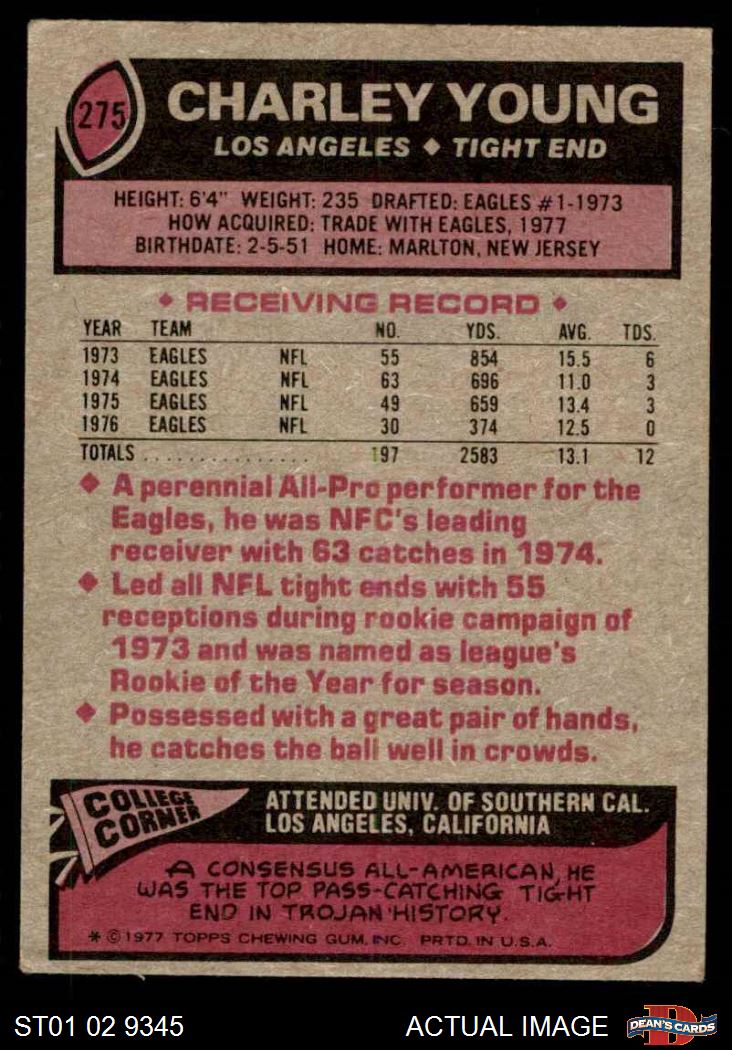 275
CHARLEY YOUNG
LOS ANGELES ◆ TIGHT END
HEIGHT: 6'4" WEIGHT: 235 DRAFTED: EAGLES #1-1973
HOW ACQUIRED: TRADE WITH EAGLES, 1977
BIRTHDATE: 2-5-51 HOME: MARLTON, NEW JERSEY
◆ RECEIVING RECORD ◆
YEAR TEAM NO. YDS. AVG. TDS.
1973 EAGLES NFL 55 854 15.5 6
1974 EAGLES NFL 63 696 11.0 3
1975 EAGLES NFL 49 659 13.4 3
1976 EAGLES NFL 30 374 12.5 0
TOTALS . . . . . . . . . . . . . . . 197 2583 13.1 12
◆ A perennial All-Pro performer for the
Eagles, he was NFC's leading
receiver with 63 catches in 1974.
◆ Led all NFL tight ends with 55
receptions during rookie campaign of
1973 and was named as league's
Rookie of the Year for season.
◆ Possessed with a great pair of hands,
he catches the ball well in crowds.
COLLEGE
CORNER
ATTENDED UNIV. OF SOUTHERN CAL.
LOS ANGELES, CALIFORNIA
A CONSENSUS ALL-AMERICAN, HE
WAS THE TOP PASS-CATCHING TIGHT
END IN TROJAN HISTORY.
* © 1977 TOPPS CHEWING GUM, INC. PRTD. IN U.S.A.
ST01 02 9345
ACTUAL IMAGE
D
DEAN'S CARDS